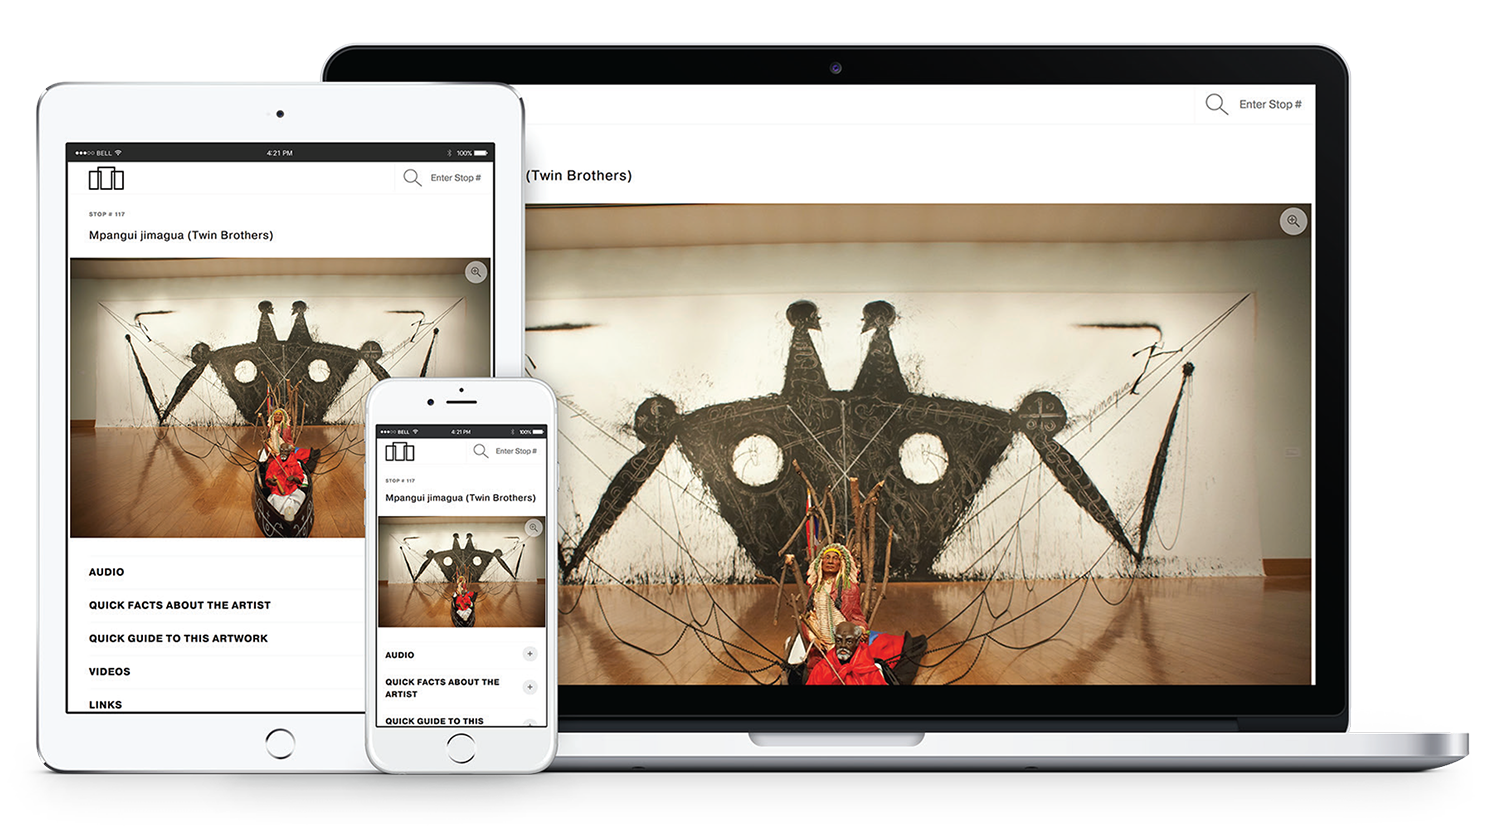 ●●●○○ BELL 4:21 PM 100%
Enter Stop #
STOP # 117
Mpangui jimagua (Twin Brothers)
AUDIO
QUICK FACTS ABOUT THE ARTIST
QUICK GUIDE TO THIS ARTWORK
VIDEOS
LINKS
●●●○○ BELL 4:21 PM 100%
Enter Stop #
STOP # 117
Mpangui jimagua (Twin Brothers)
AUDIO
QUICK FACTS ABOUT THE
ARTIST
QUICK GUIDE TO THIS
Enter Stop #
(Twin Brothers)
jimagua